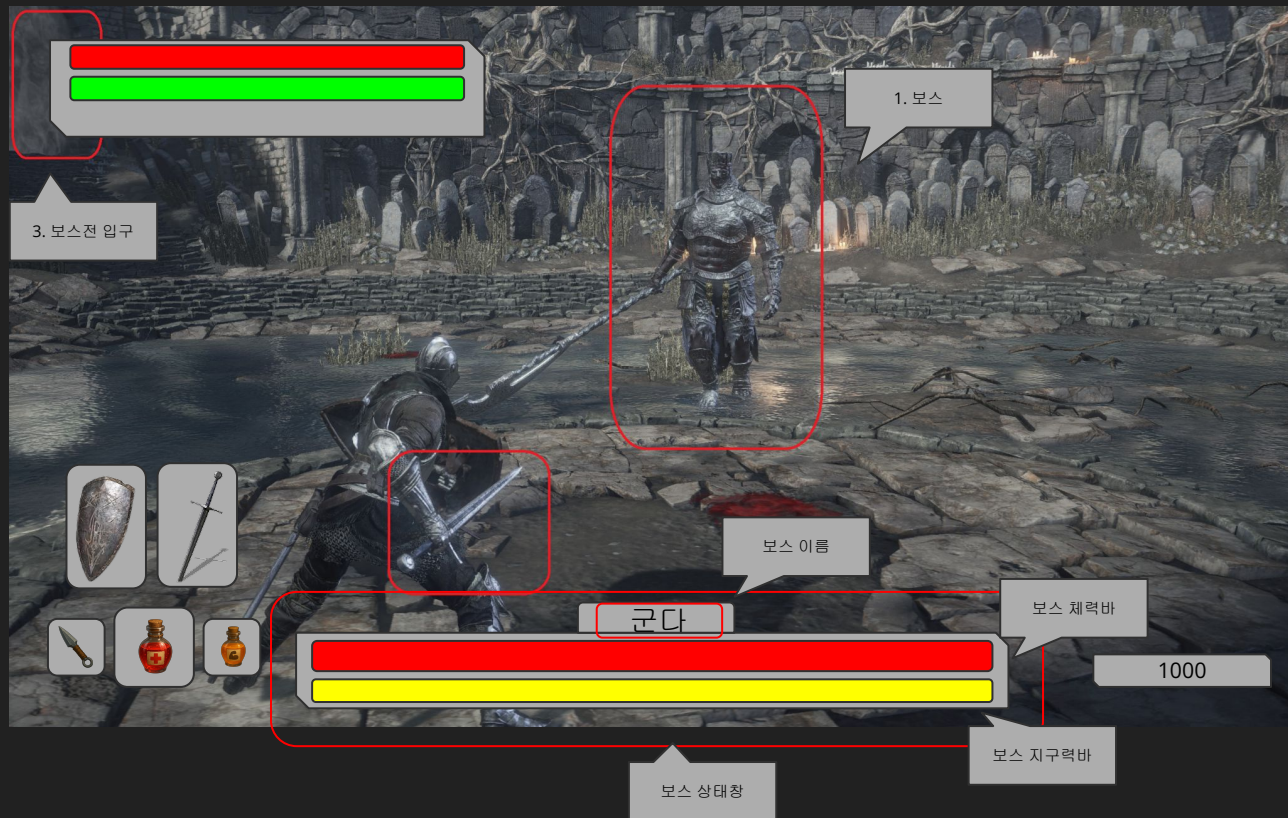 1. 보스
3. 보스전 입구
보스 이름
군다
보스 체력바
1000
보스 지구력바
보스 상태창